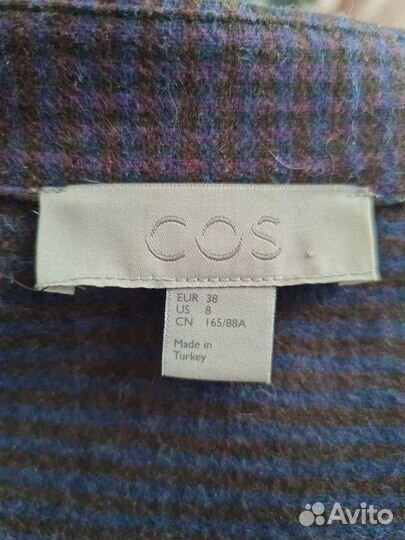 COS
EUR 38
US 8
CN 165/88A
Made in
Turkey
Avito